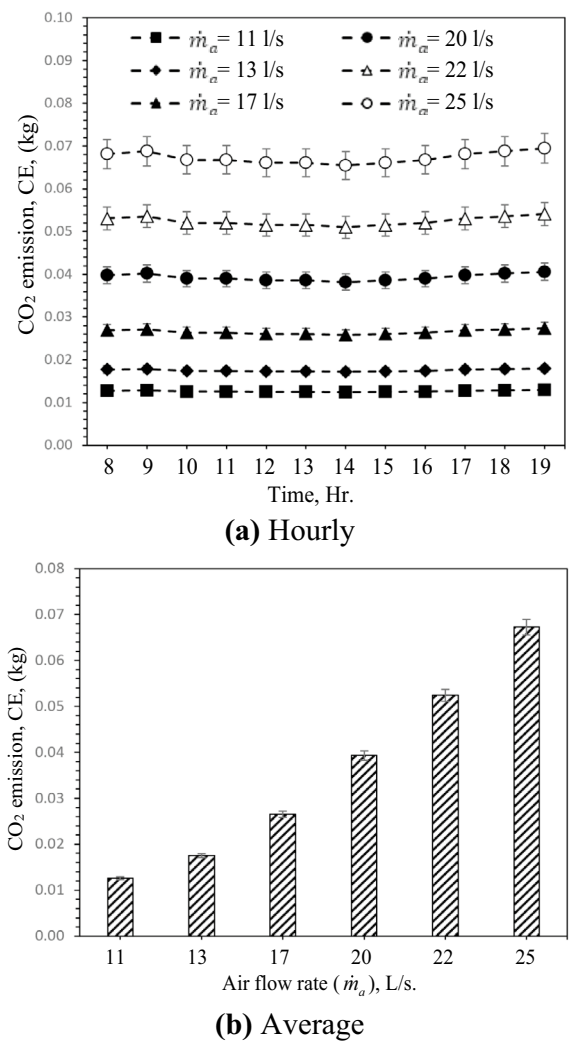 0.10
0.09
0.08
0.07
0.06
0.05
0.04
0.03
0.02
0.01
0.00
CO₂ emission, CE, (kg)
ṁₐ= 11 l/s
ṁₐ= 20 l/s
ṁₐ= 13 l/s
ṁₐ= 22 l/s
ṁₐ= 17 l/s
ṁₐ= 25 l/s
8 9 10 11 12 13 14 15 16 17 18 19
Time, Hr.
(a) Hourly
0.08
0.07
0.06
0.05
0.04
0.03
0.02
0.01
0.00
CO₂ emission, CE, (kg)
11 13 17 20 22 25
Air flow rate (ṁₐ), L/s.
(b) Average